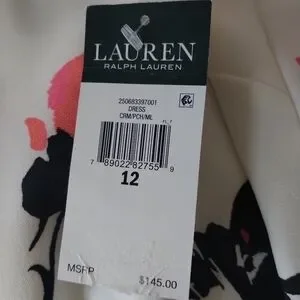 LAUREN
RALPH LAUREN
250683397001
DRESS
CRM/PCH/ML
7 89022 82755 9
12
MSRP
$145.00